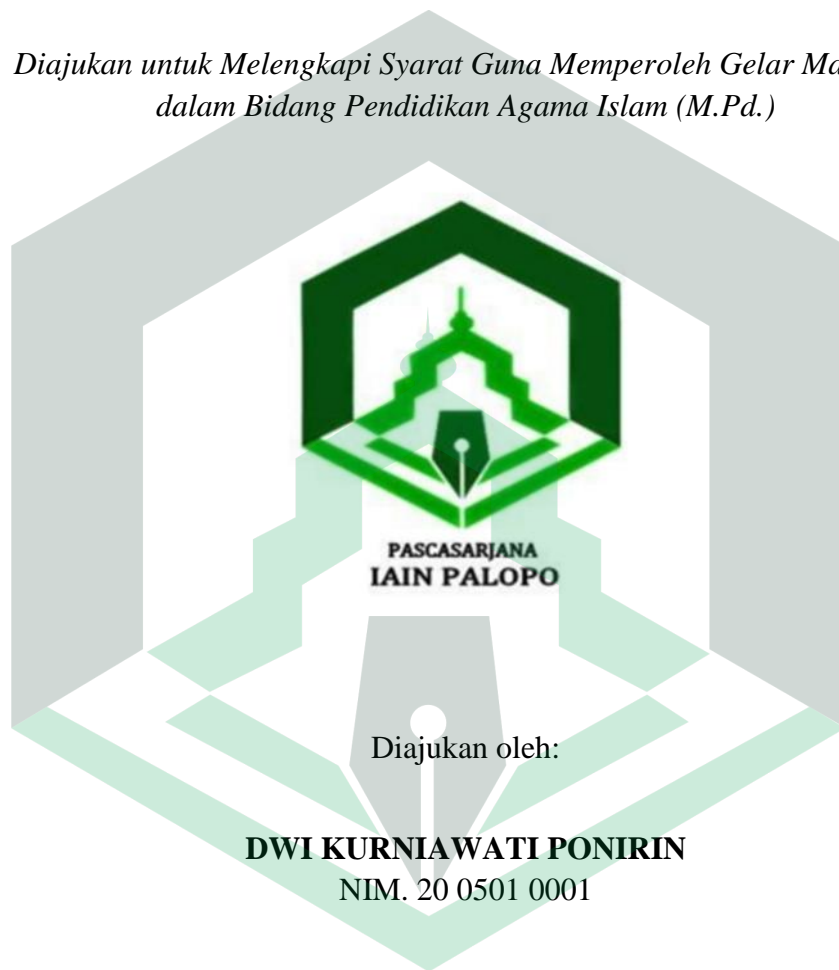 Diajukan untuk Melengkapi Syarat Guna Memperoleh Gelar
dalam Bidang Pendidikan Agama Islam (M.Pd.)
PASCASARJANA
IAIN PALOPO
Diajukan oleh:
DWI KURNIAWATI PONIRIN
NIM. 20 0501 0001